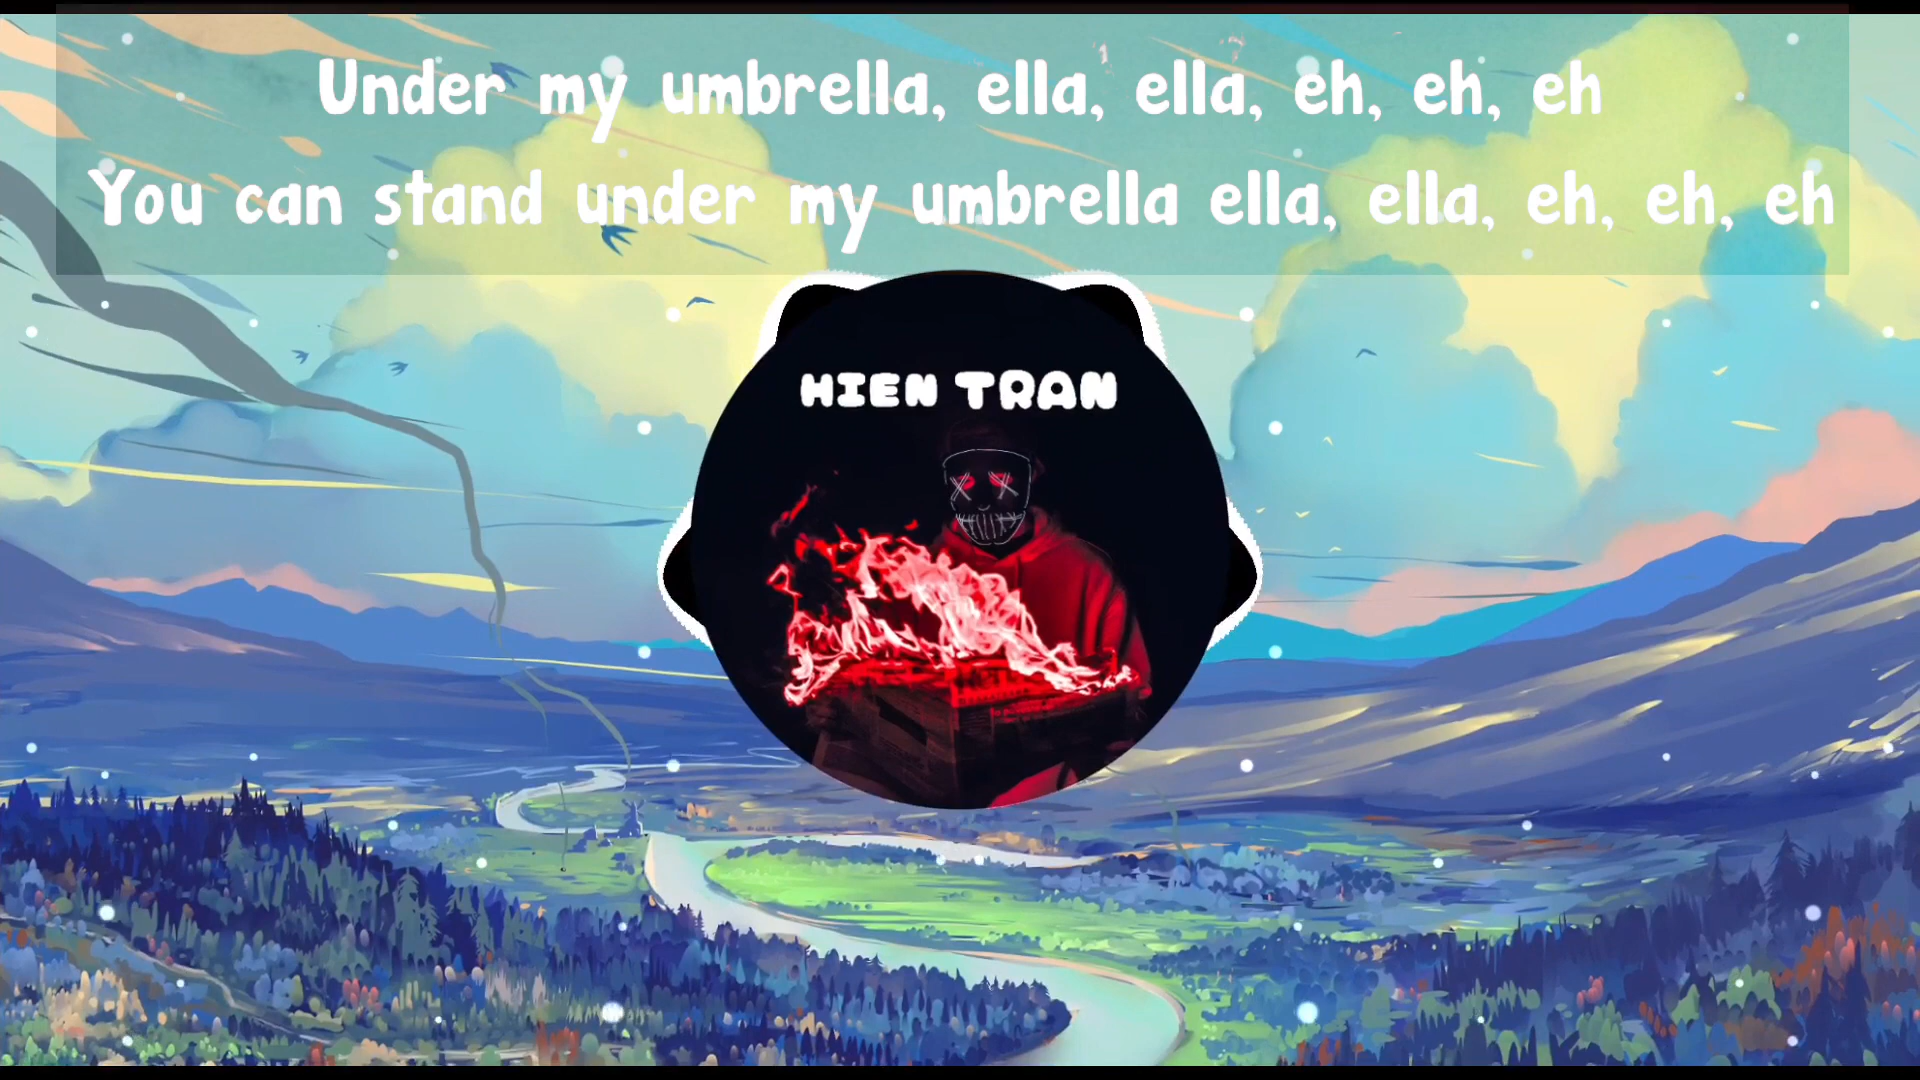 Under my umbrella, ella, ella, eh, eh, eh
You can stand under my umbrella ella, ella, eh, eh, eh
HIEN TRAN